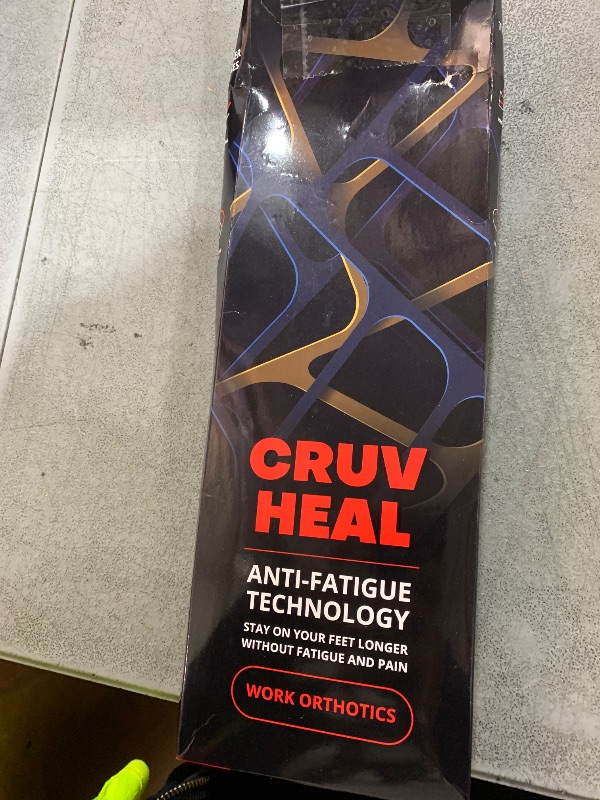 CRUV
HEAL
ANTI-FATIGUE
TECHNOLOGY
STAY ON YOUR FEET LONGER
WITHOUT FATIGUE AND PAIN
WORK ORTHOTICS